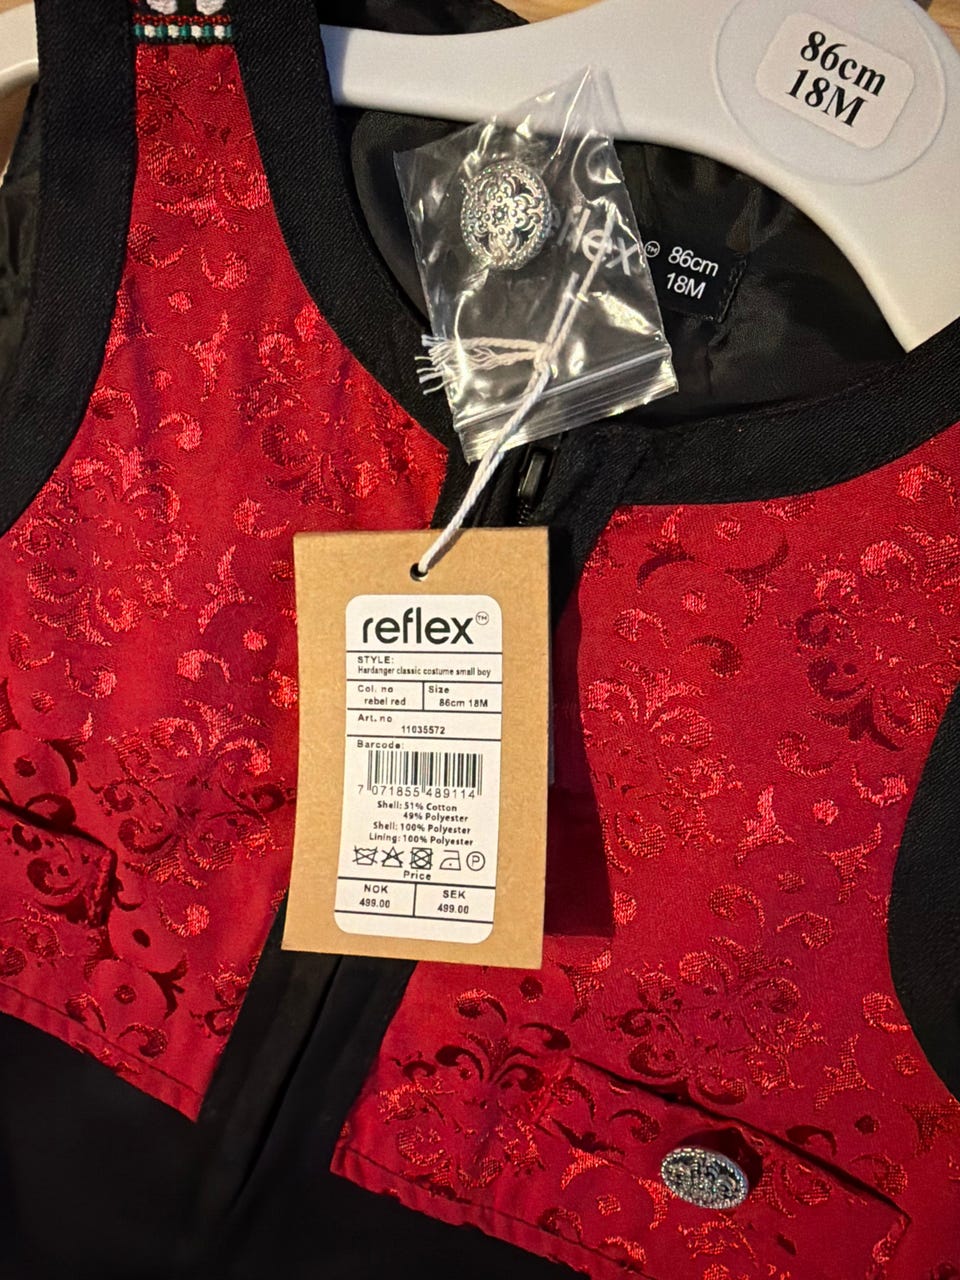 86cm
18M
eflex™ 86cm
18M
reflex™
STYLE:
Hardanger classic costume small boy
Col. no
rebel red
Size
86cm 18M
Art. no
11035572
Barcode:
7 071855 489114
Shell: 51% Cotton
49% Polyester
Shell: 100% Polyester
Lining: 100% Polyester
P
Price
NOK
499.00
SEK
499.00